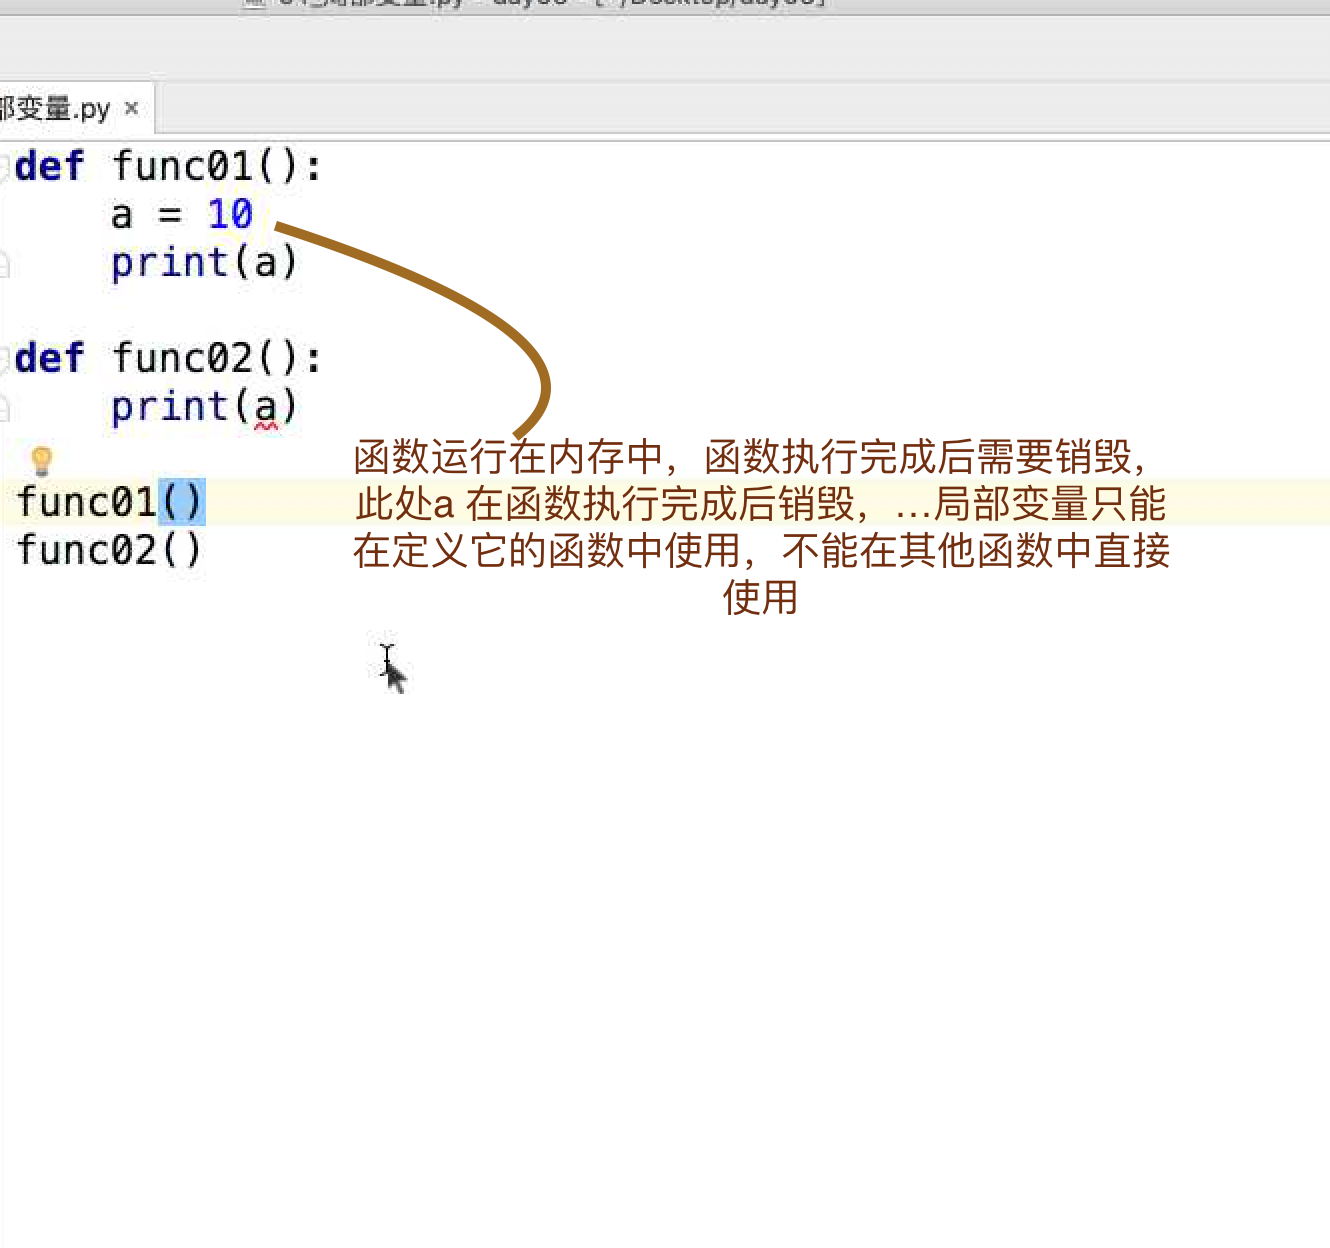 部变量.py ×
def func01():
    a = 10
    print(a)
def func02():
    print(a)
func01()
func02()
函数运行在内存中，函数执行完成后需要销毁，
此处a 在函数执行完成后销毁，…局部变量只能
在定义它的函数中使用，不能在其他函数中直接
使用